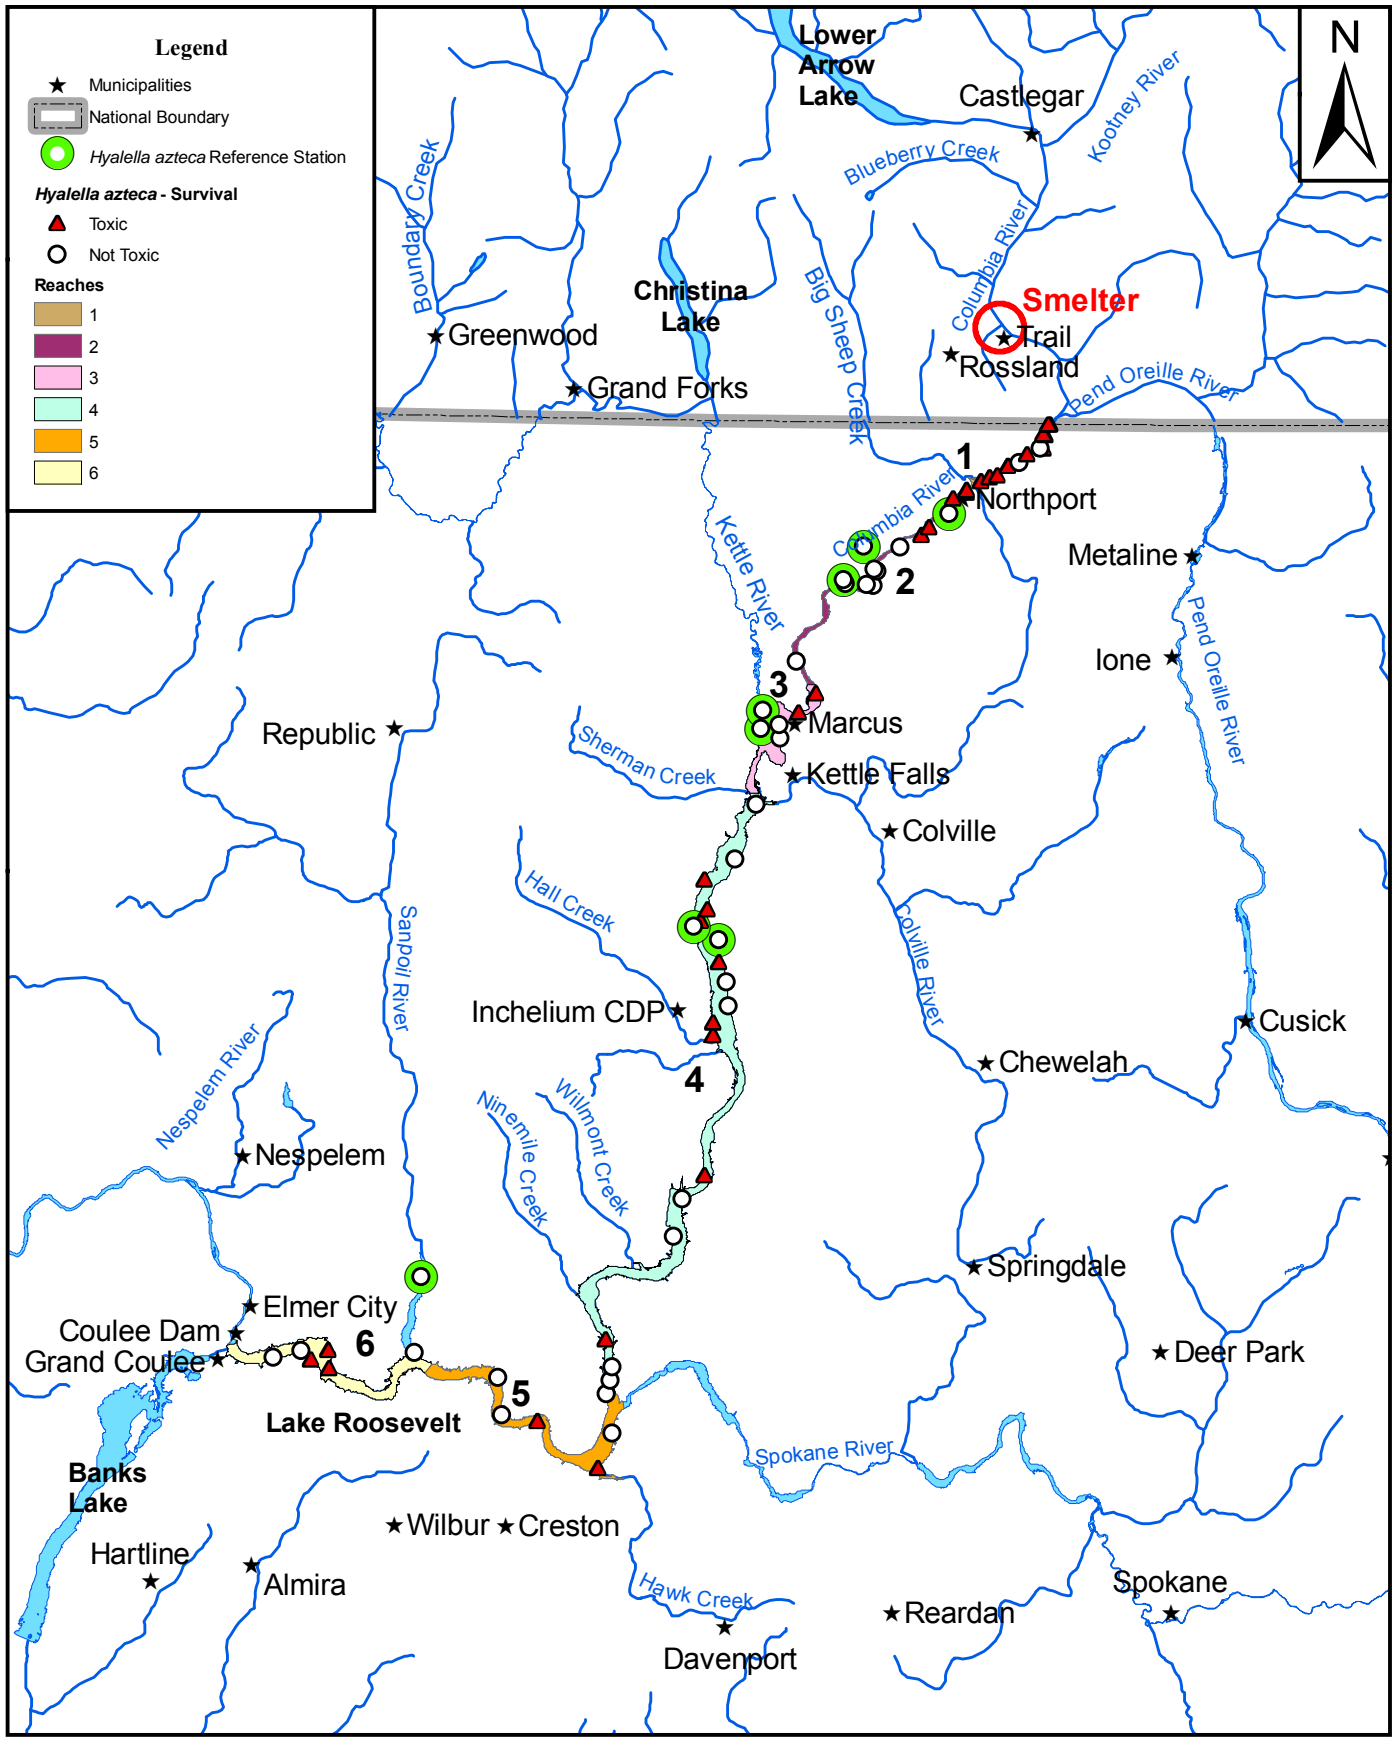 Legend
Municipalities
National Boundary
Hyalella azteca Reference Station
Hyalella azteca - Survival
Toxic
Not Toxic
Reaches
1
2
3
4
5
6
N
Lower
Arrow
Lake
Castlegar
Kootney River
Blueberry Creek
Boundary Creek
Columbia River
Christina
Lake
Big Sheep Creek
Smelter
Trail
Rossland
Greenwood
Grand Forks
Pend Oreille River
1
Columbia River
Northport
Kettle River
2
Metaline
Ione
Pend Oreille River
3
Marcus
Republic
Sherman Creek
Kettle Falls
Colville
Hall Creek
Sanpoil River
Colville River
Inchelium CDP
Cusick
Chewelah
4
Nespelem River
Ninemile Creek
Willmont Creek
Nespelem
Springdale
Elmer City
Coulee Dam
Grand Coulee
6
Deer Park
5
Lake Roosevelt
Spokane River
Banks
Lake
Wilbur
Creston
Hartline
Almira
Hawk Creek
Spokane
Reardan
Davenport